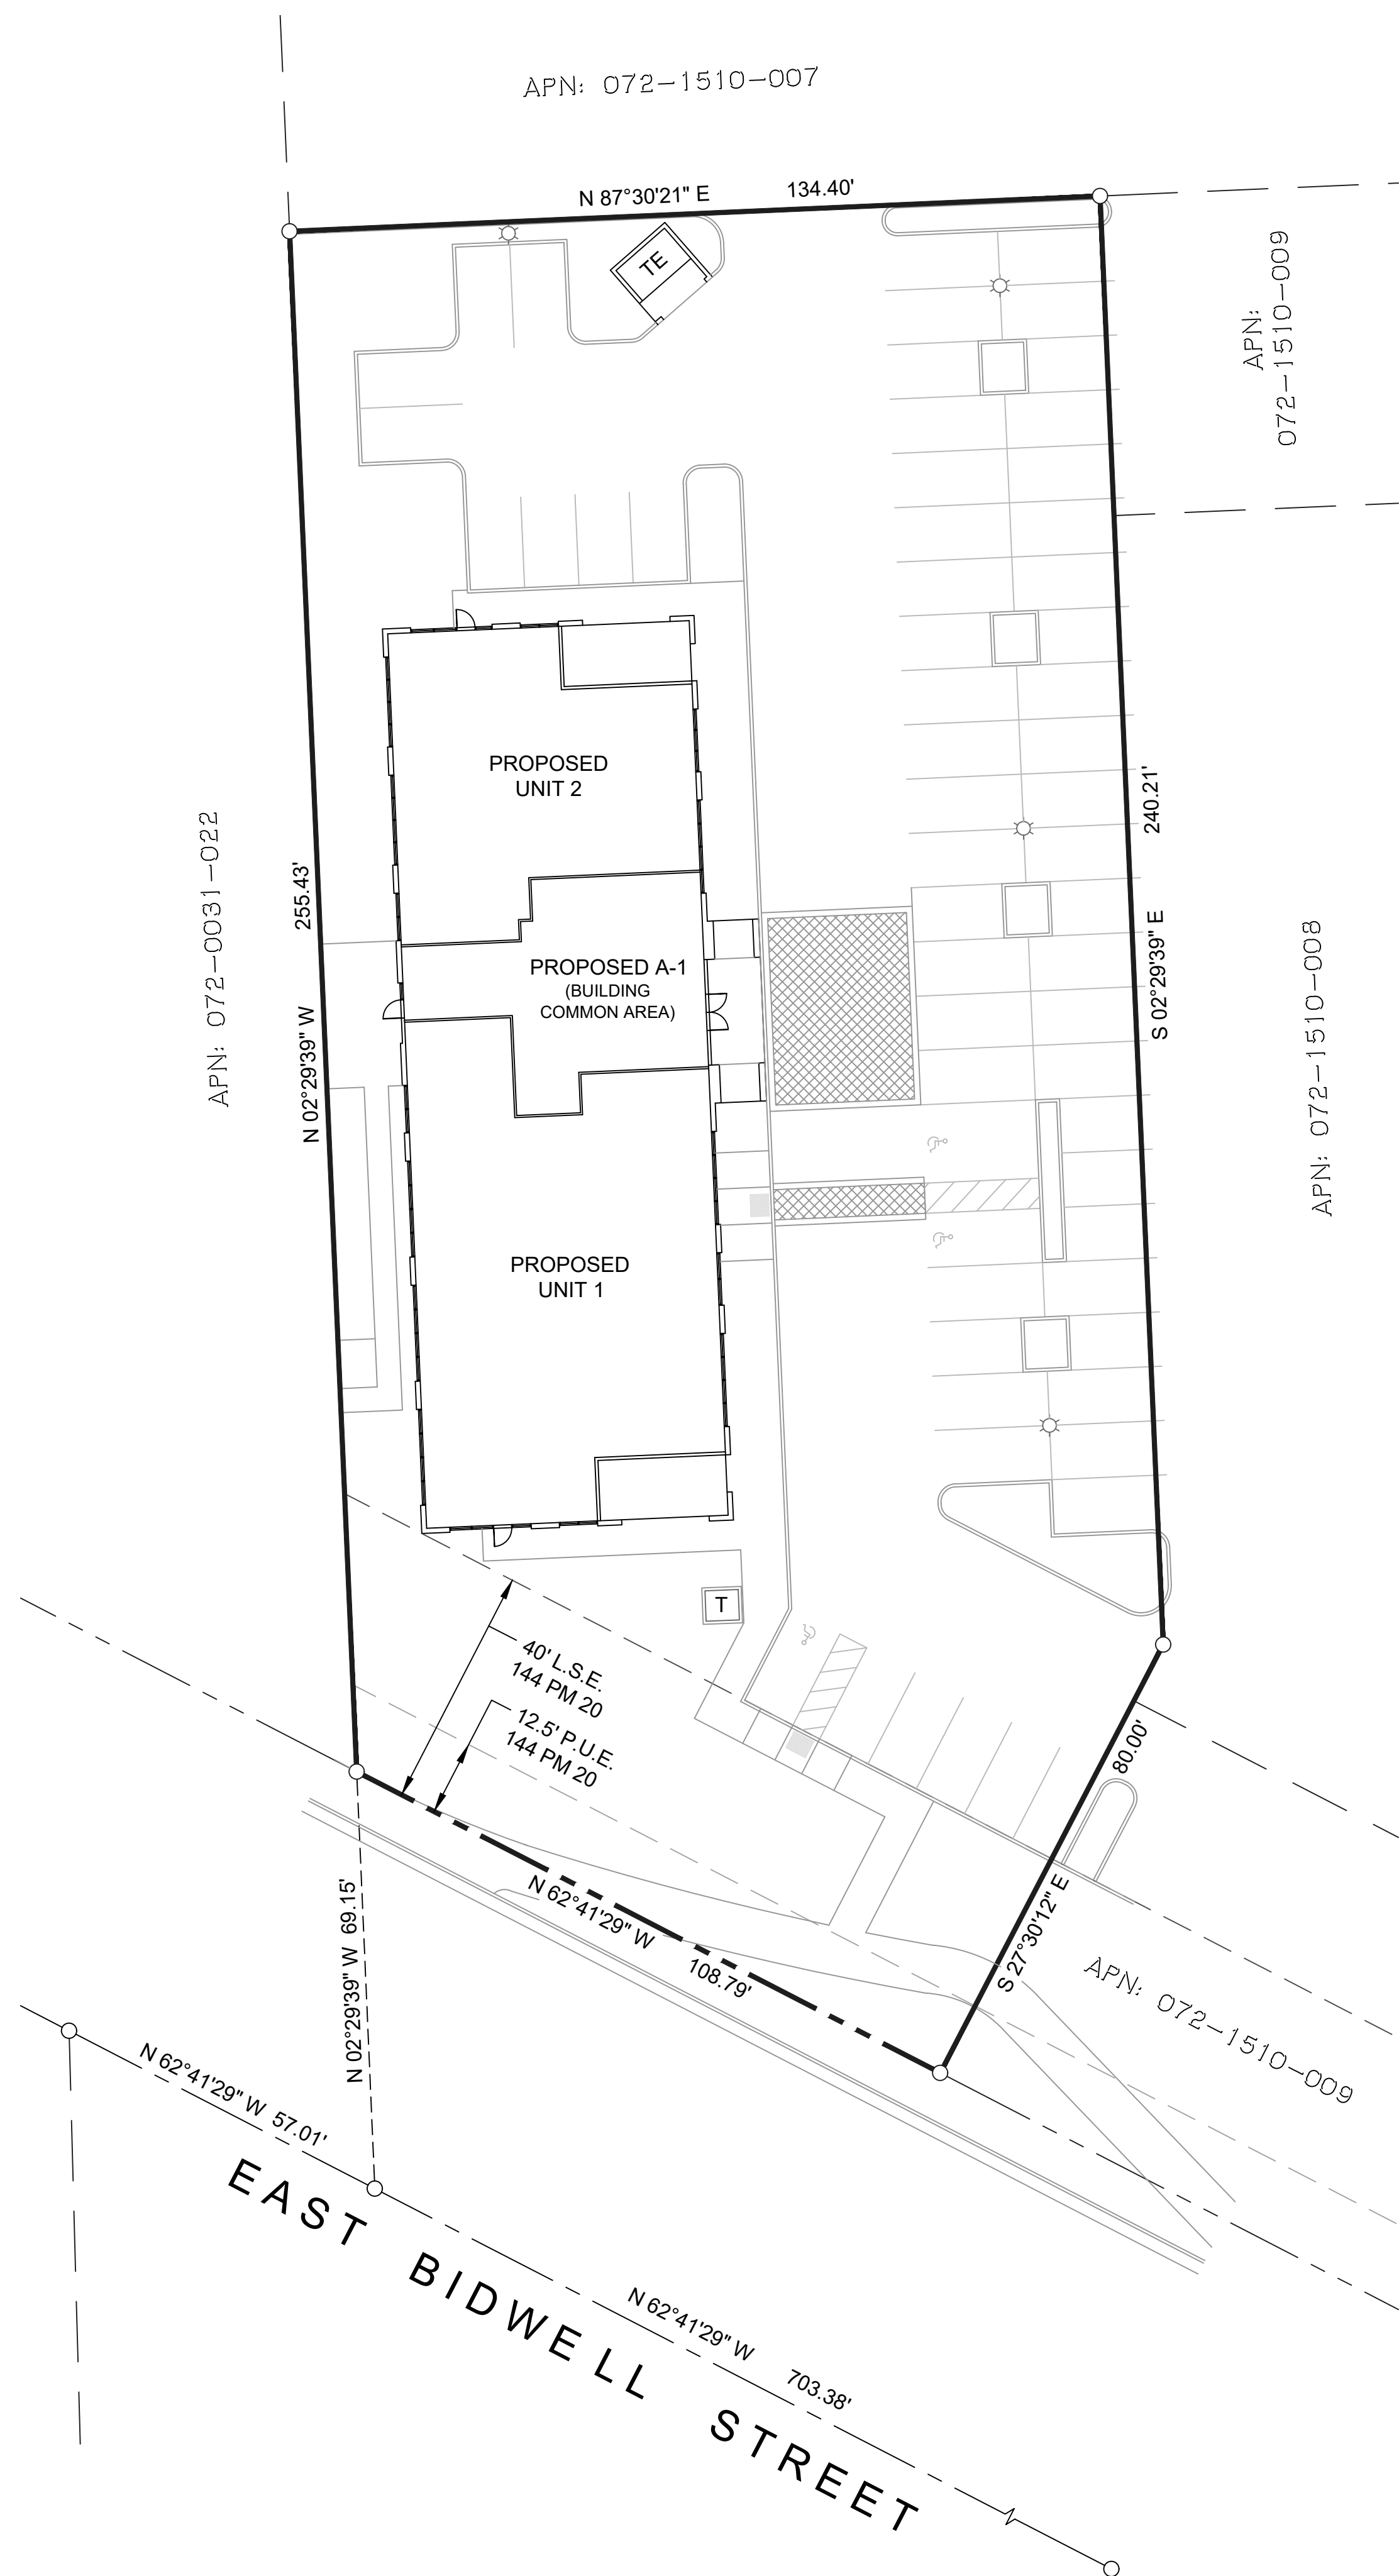 APN: 072-1510-007
N 87°30'21" E 134.40'
TE
APN:
072-1510-009
PROPOSED
UNIT 2
240.21'
S 02°29'39" E
APN: 072-0031-022
255.43'
N 02°29'39" W
PROPOSED A-1
(BUILDING
COMMON AREA)
APN: 072-1510-008
PROPOSED
UNIT 1
T
40' L.S.E.
144 PM 20
12.5' P.U.E.
144 PM 20
80.00'
S 27°30'12" E
N 62°41'29" W
108.79'
N 02°29'39" W 69.15'
APN: 072-1510-009
N 62°41'29" W 57.01'
EAST BIDWELL STREET
N 62°41'29" W 703.38'